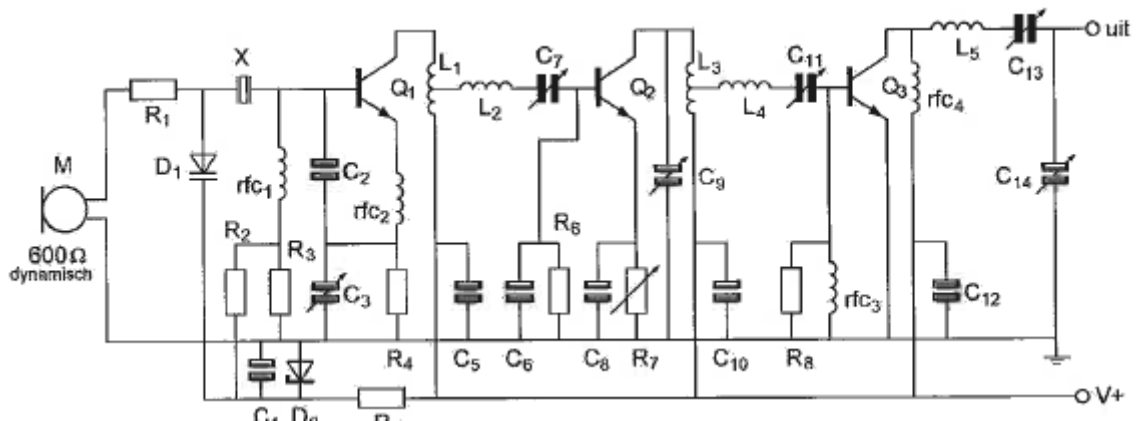 X
R1
D1
M
600Ω
dynamisch
rfc1
R2
R3
C2
C3
Q1
rfc2
R4
L1
L2
C5
C7
C6
R6
Q2
C8
R7
C9
L3
L4
C10
C11
R8
rfc3
Q3
rfc4
L5
C12
C13
C14
uit
V+